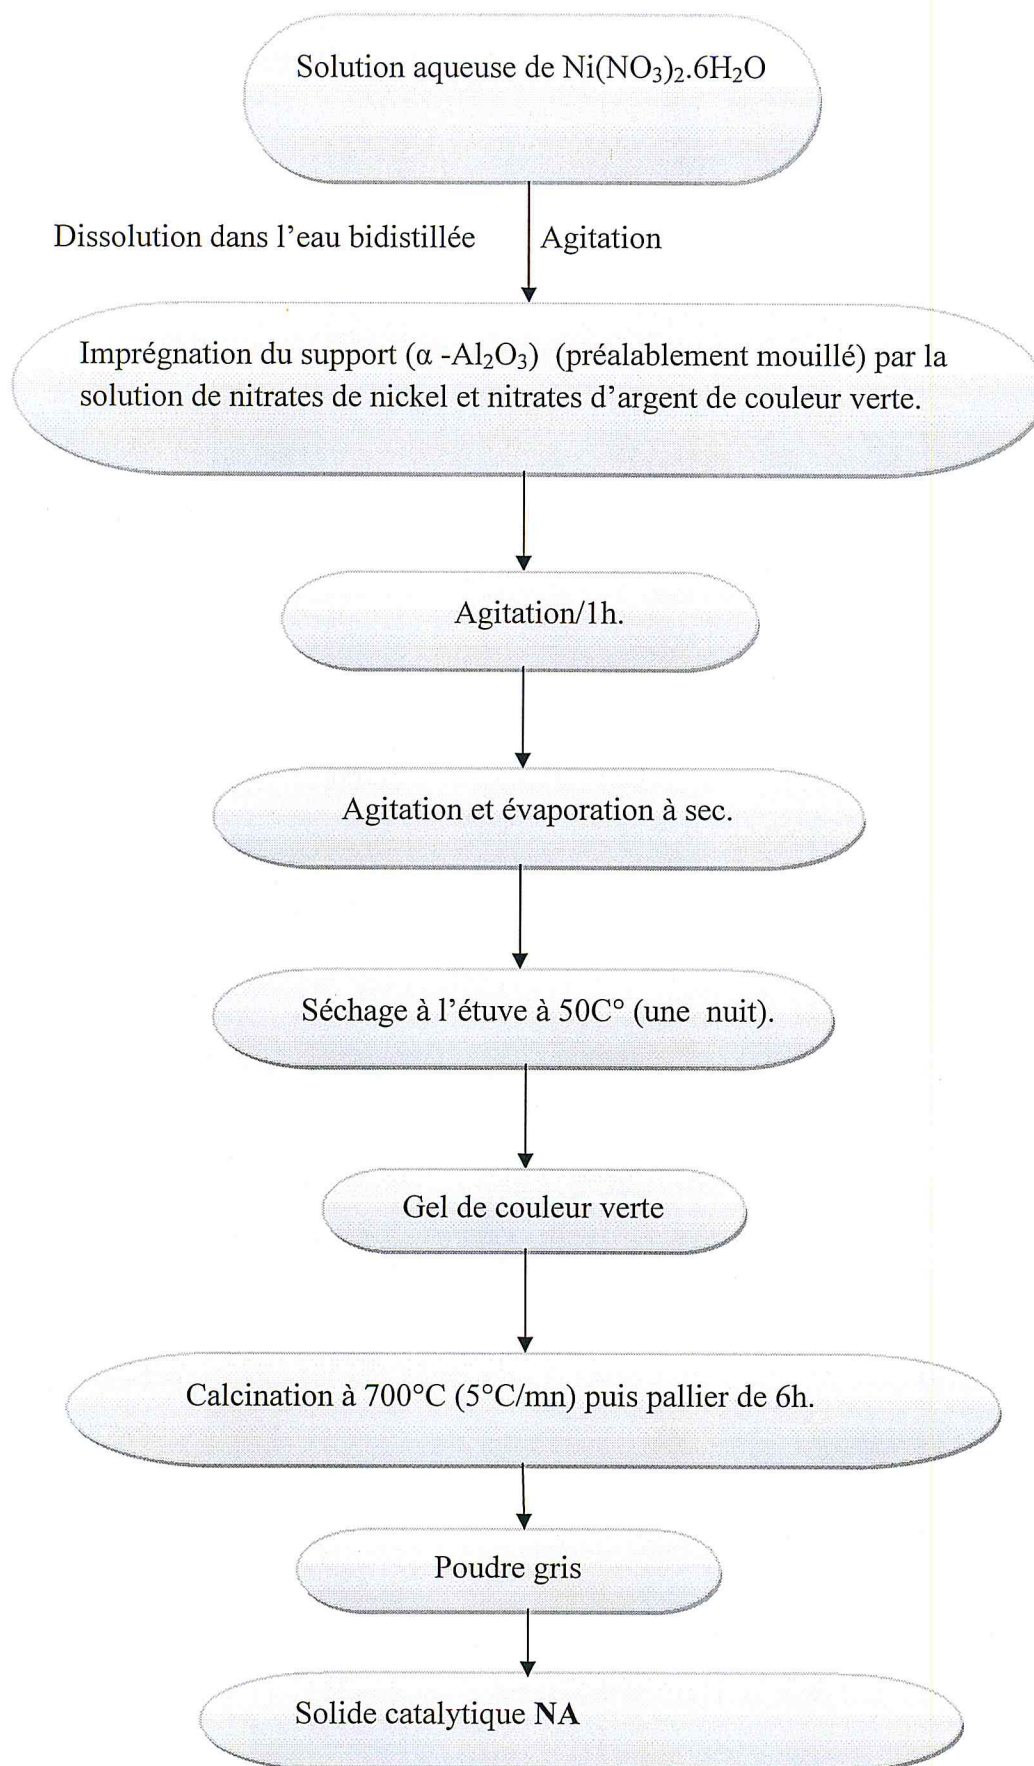 Solution aqueuse de Ni(NO₃)₂.6H₂O
Dissolution dans l'eau bidistillée Agitation
Imprégnation du support (α -Al₂O₃) (préalablement mouillé) par la
solution de nitrates de nickel et nitrates d'argent de couleur verte.
Agitation/1h.
Agitation et évaporation à sec.
Séchage à l'étuve à 50C° (une nuit).
Gel de couleur verte
Calcination à 700°C (5°C/mn) puis pallier de 6h.
Poudre gris
Solide catalytique NA